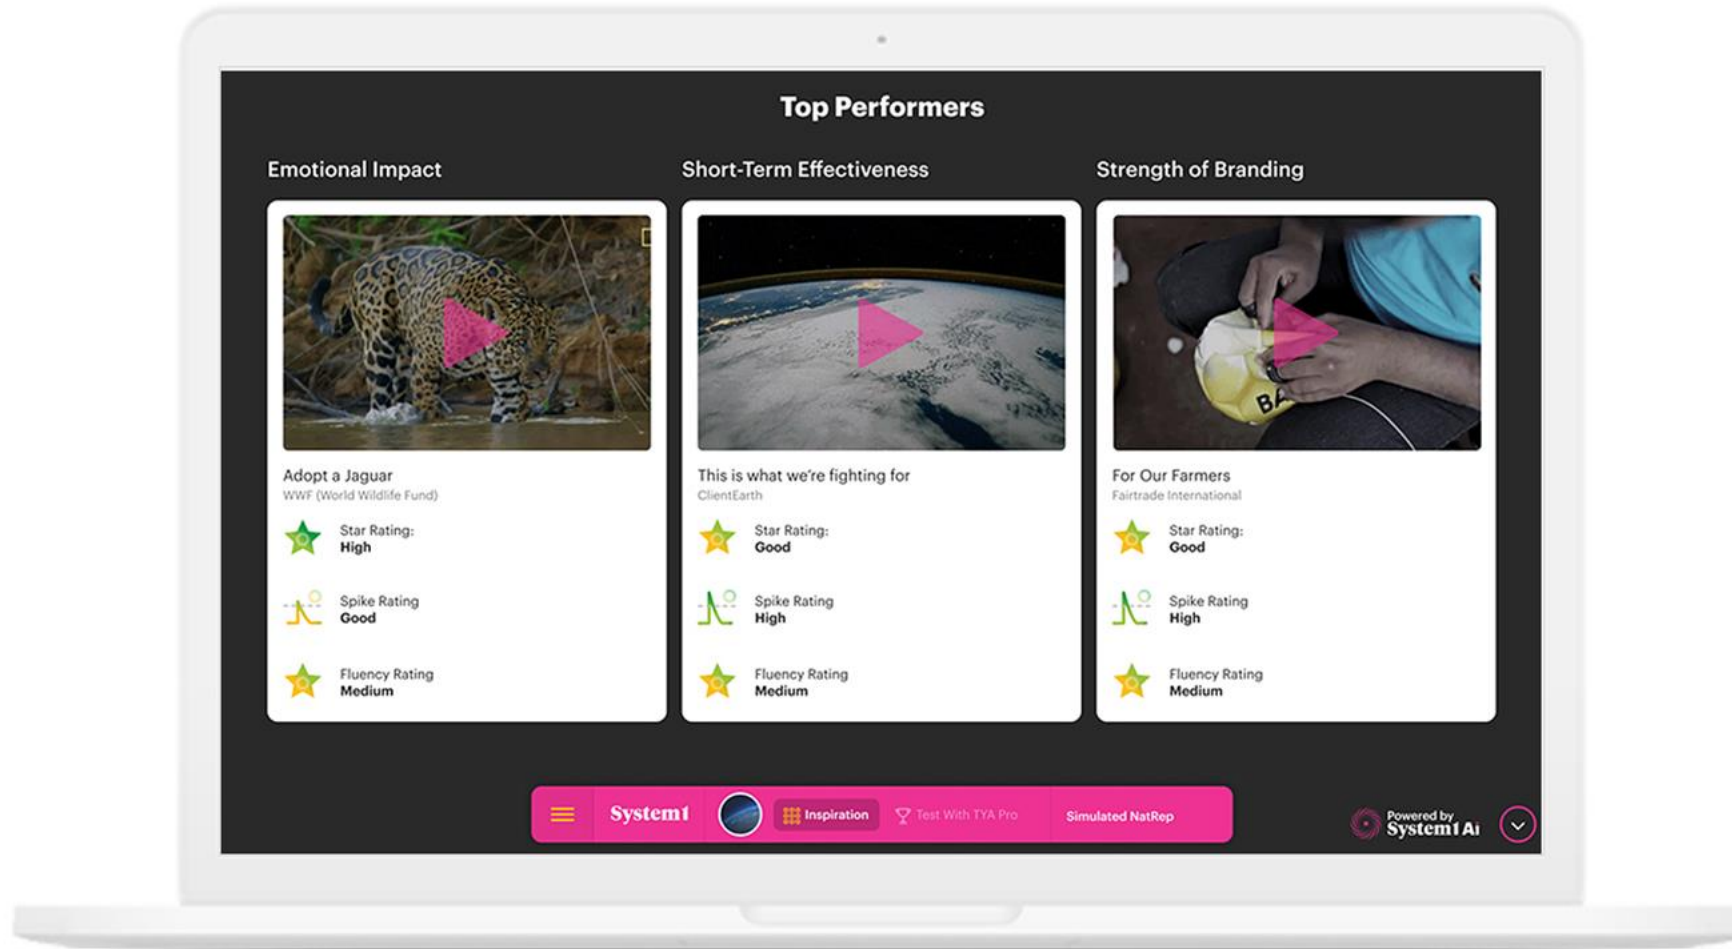 Top Performers
Emotional Impact
Adopt a Jaguar
WWF (World Wildlife Fund)
Star Rating:
High
Spike Rating
Good
Fluency Rating
Medium
Short-Term Effectiveness
This is what we're fighting for
ClientEarth
Star Rating:
Good
Spike Rating
High
Fluency Rating
Medium
Strength of Branding
BA
For Our Farmers
Fairtrade International
Star Rating:
Good
Spike Rating
High
Fluency Rating
Medium
System1
Inspiration
Test With TYA Pro
Simulated NatRep
Powered by
System1 Ai